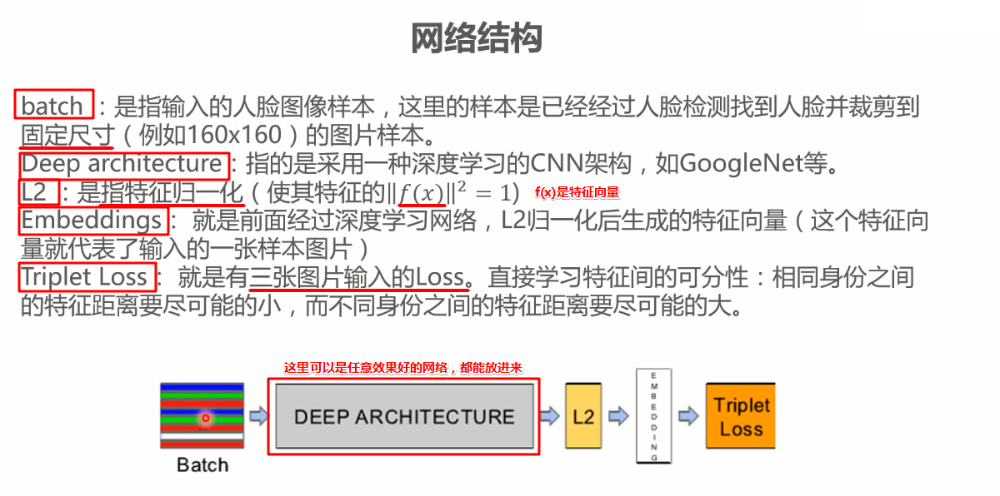 网络结构
batch：是指输入的人脸图像样本，这里的样本是已经经过人脸检测找到人脸并裁剪到
固定尺寸（例如160x160）的图片样本。
Deep architecture：指的是采用一种深度学习的CNN架构，如GoogleNet等。
L2：是指特征归一化（使其特征的‖f(x)‖² = 1） f(x)是特征向量
Embeddings： 就是前面经过深度学习网络，L2归一化后生成的特征向量（这个特征向
量就代表了输入的一张样本图片）
Triplet Loss： 就是有三张图片输入的Loss。直接学习特征间的可分性：相同身份之间
的特征距离要尽可能的小，而不同身份之间的特征距离要尽可能的大。
这里可以是任意效果好的网络，都能放进来
...
DEEP ARCHITECTURE
L2
EMBEDDING
Triplet
Loss
Batch